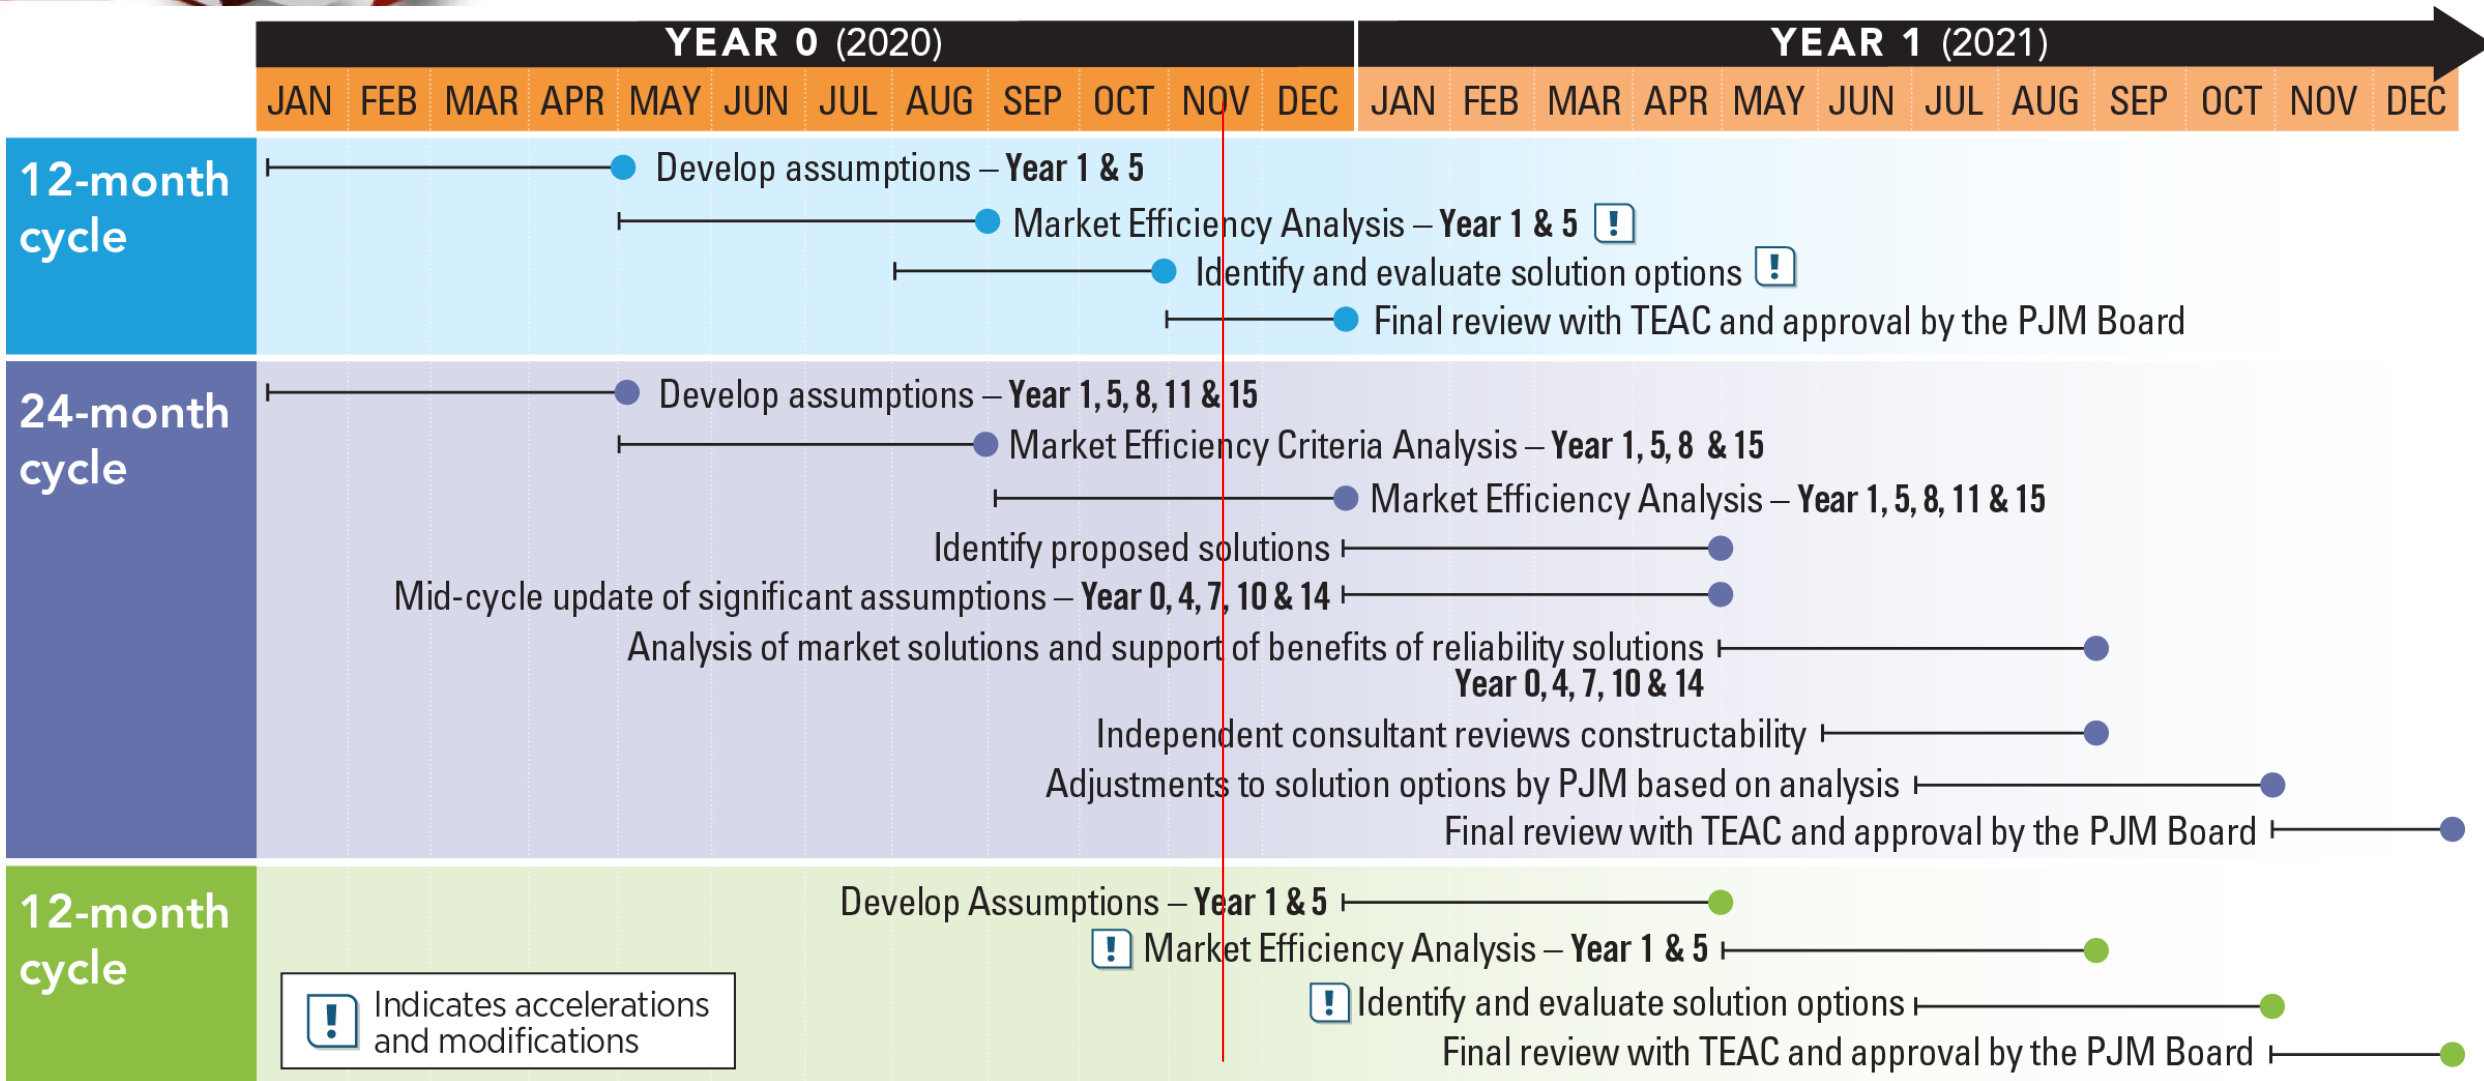 YEAR 0 (2020)
YEAR 1 (2021)
JAN FEB MAR APR MAY JUN JUL AUG SEP OCT NOV DEC JAN FEB MAR APR MAY JUN JUL AUG SEP OCT NOV DEC
12-month
cycle
Develop assumptions – Year 1 & 5
Market Efficiency Analysis – Year 1 & 5 !
Identify and evaluate solution options !
Final review with TEAC and approval by the PJM Board
24-month
cycle
Develop assumptions – Year 1, 5, 8, 11 & 15
Market Efficiency Criteria Analysis – Year 1, 5, 8 & 15
Market Efficiency Analysis – Year 1, 5, 8, 11 & 15
Identify proposed solutions
Mid-cycle update of significant assumptions – Year 0, 4, 7, 10 & 14
Analysis of market solutions and support of benefits of reliability solutions
Year 0, 4, 7, 10 & 14
Independent consultant reviews constructability
Adjustments to solution options by PJM based on analysis
Final review with TEAC and approval by the PJM Board
12-month
cycle
Develop Assumptions – Year 1 & 5
! Market Efficiency Analysis – Year 1 & 5
! Identify and evaluate solution options
Final review with TEAC and approval by the PJM Board
! Indicates accelerations
and modifications